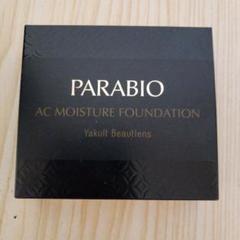 PARABIO
AC MOISTURE FOUNDATION
Yakult Beautiens